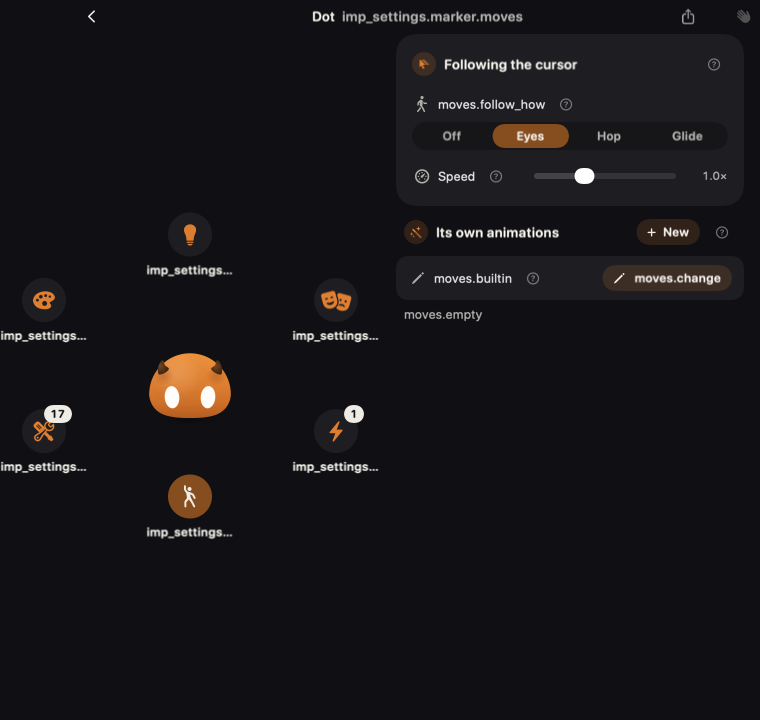 Dot imp_settings.marker.moves
Following the cursor
moves.follow_how
Off Eyes Hop Glide
Speed 1.0×
Its own animations + New
moves.builtin moves.change
moves.empty
imp_settings...
imp_settings...
imp_settings...
17
imp_settings...
1
imp_settings...
imp_settings...